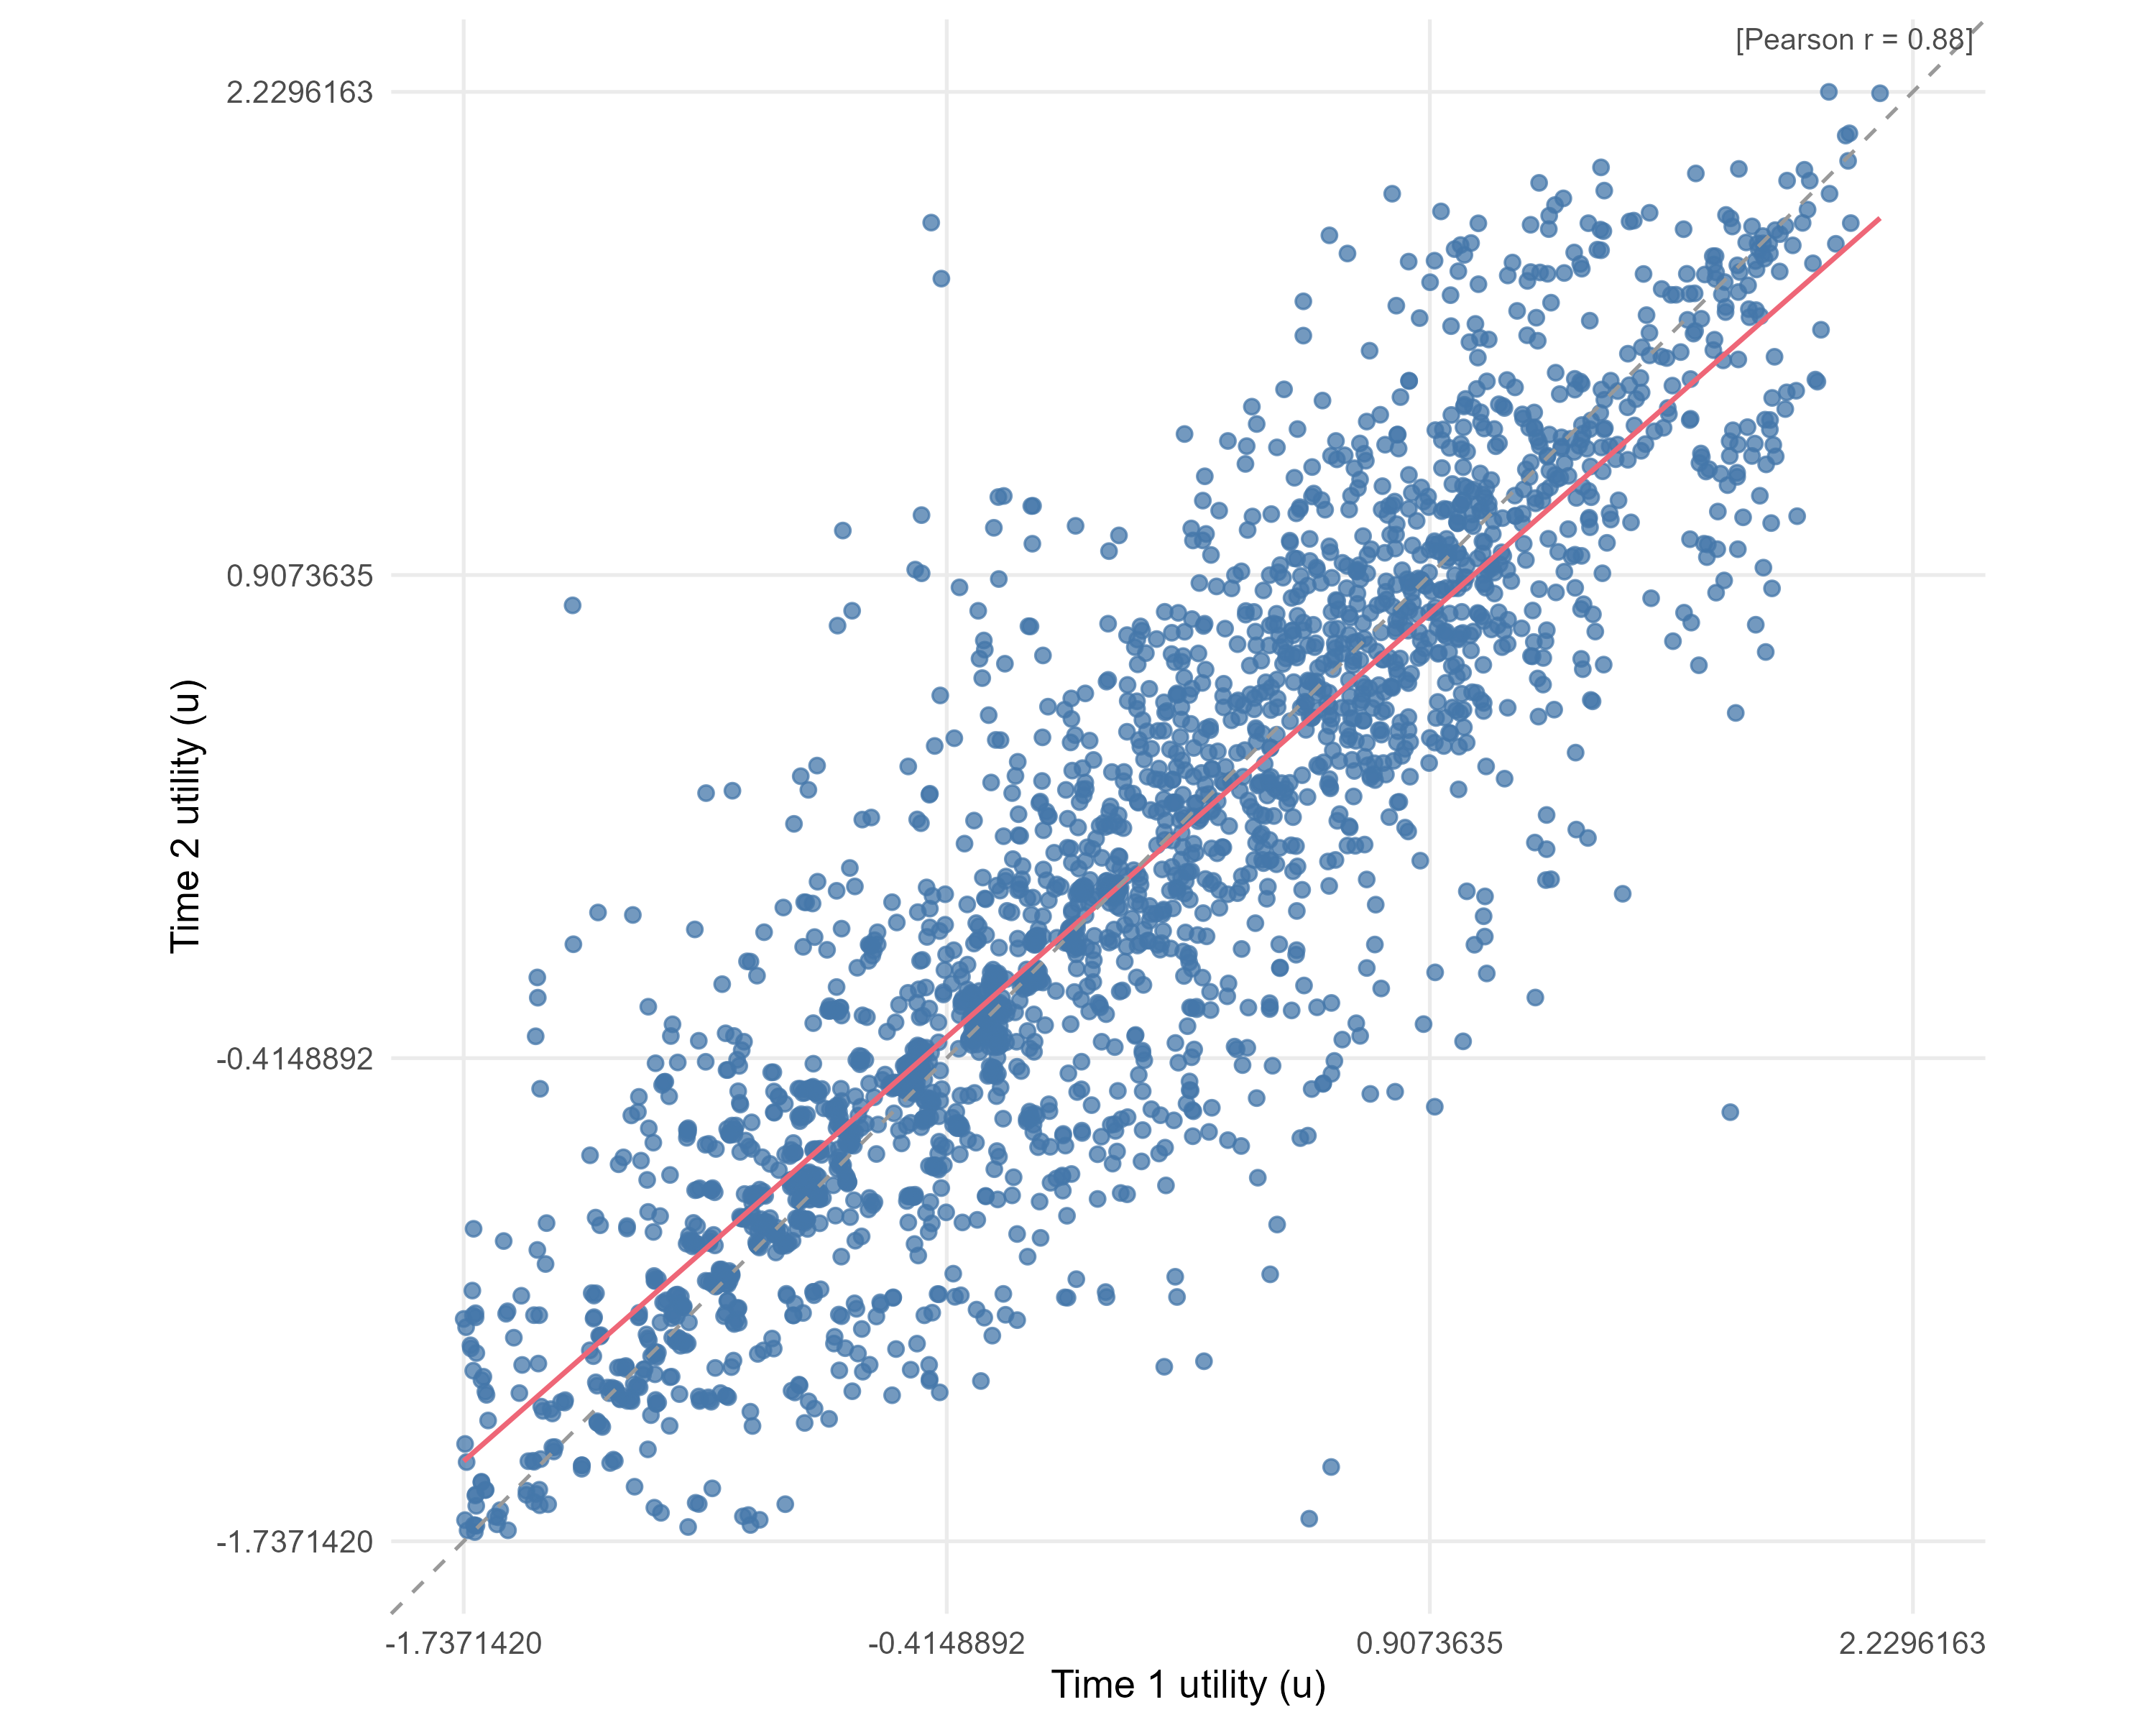 [Pearson r = 0.88]
2.2296163
0.9073635
-0.4148892
-1.7371420
Time 2 utility (u)
-1.7371420
-0.4148892
0.9073635
2.2296163
Time 1 utility (u)